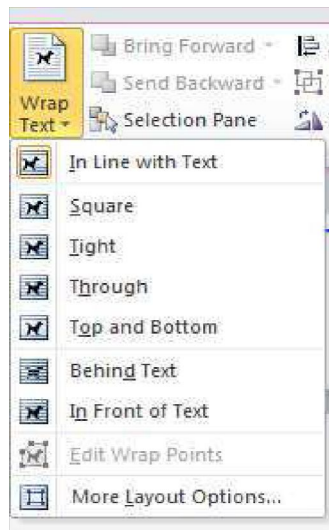 Bring Forward
Send Backward
Wrap
Text
Selection Pane
In Line with Text
Square
Tight
Through
Top and Bottom
Behind Text
In Front of Text
Edit Wrap Points
More Layout Options...